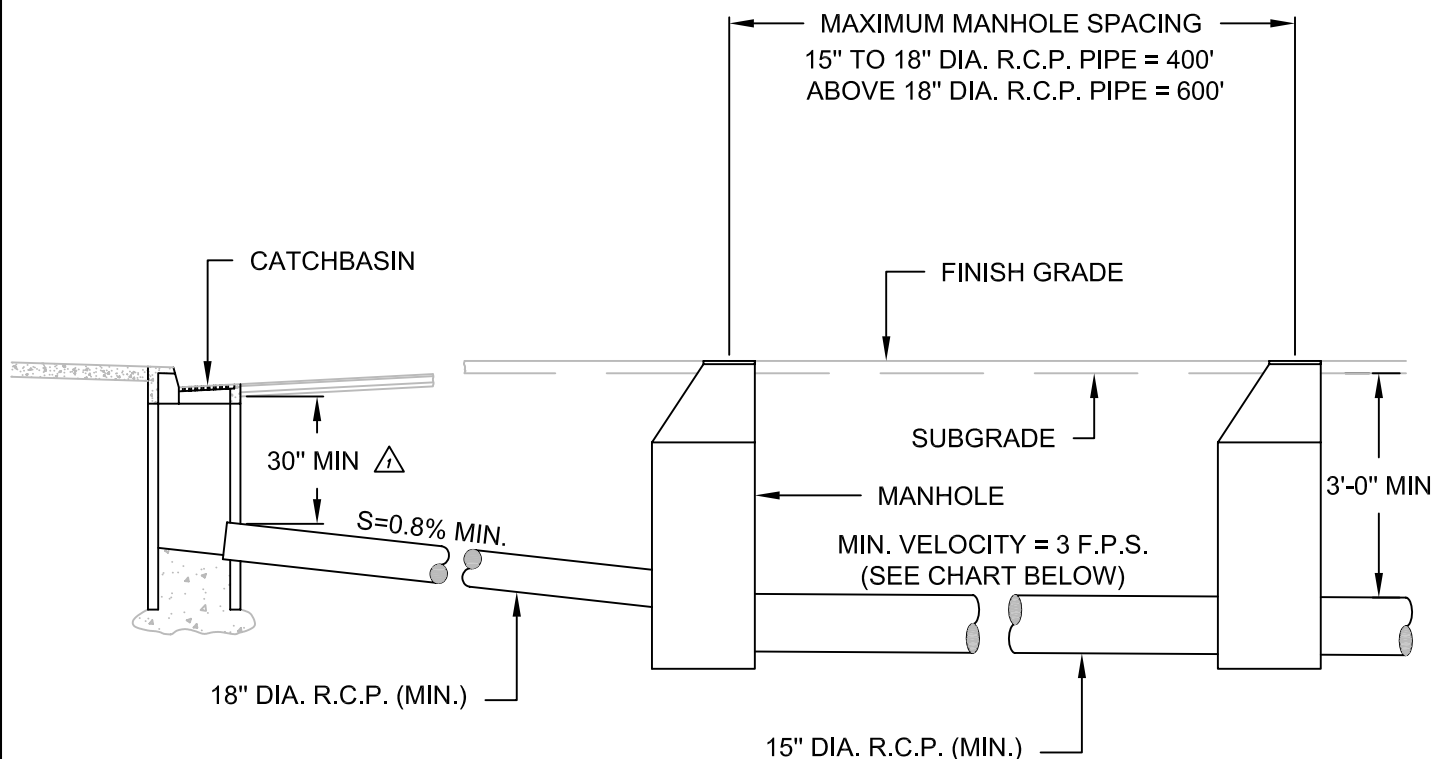 MAXIMUM MANHOLE SPACING
15" TO 18" DIA. R.C.P. PIPE = 400'
ABOVE 18" DIA. R.C.P. PIPE = 600'
CATCHBASIN
FINISH GRADE
SUBGRADE
30" MIN 1
3'-0" MIN
MANHOLE
S=0.8% MIN.
MIN. VELOCITY = 3 F.P.S.
(SEE CHART BELOW)
18" DIA. R.C.P. (MIN.)
15" DIA. R.C.P. (MIN.)